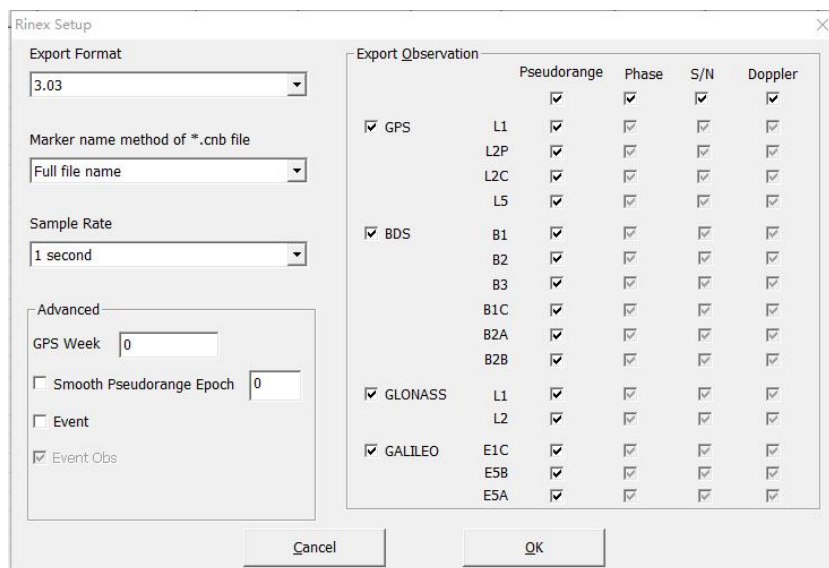 Rinex Setup
Export Format
3.03
Marker name method of *.cnb file
Full file name
Sample Rate
1 second
Advanced
GPS Week 0
Smooth Pseudorange Epoch 0
Event
Event Obs
Export Observation
Pseudorange Phase S/N Doppler
GPS L1
L2P
L2C
L5
BDS B1
B2
B3
B1C
B2A
B2B
GLONASS L1
L2
GALILEO E1C
E5B
E5A
Cancel OK